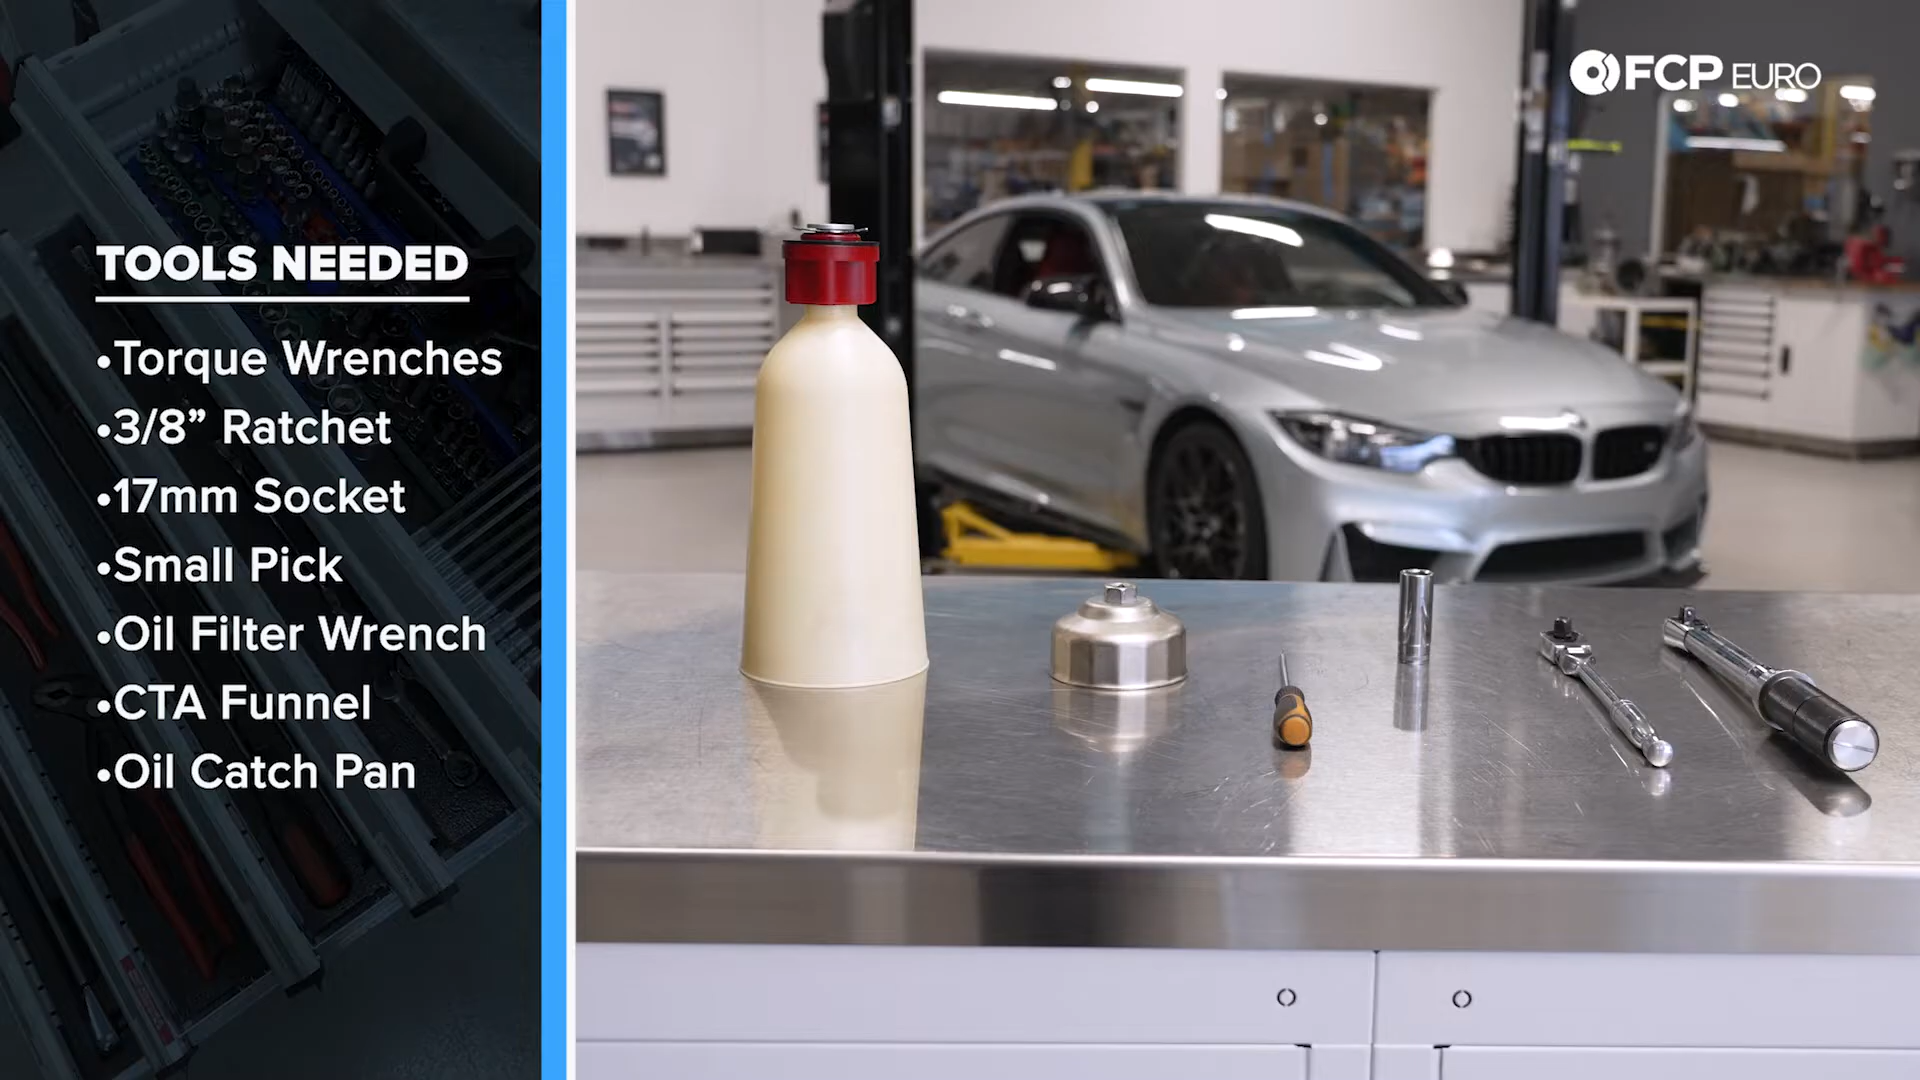 TOOLS NEEDED
•Torque Wrenches
•3/8” Ratchet
•17mm Socket
•Small Pick
•Oil Filter Wrench
•CTA Funnel
•Oil Catch Pan
FCP EURO